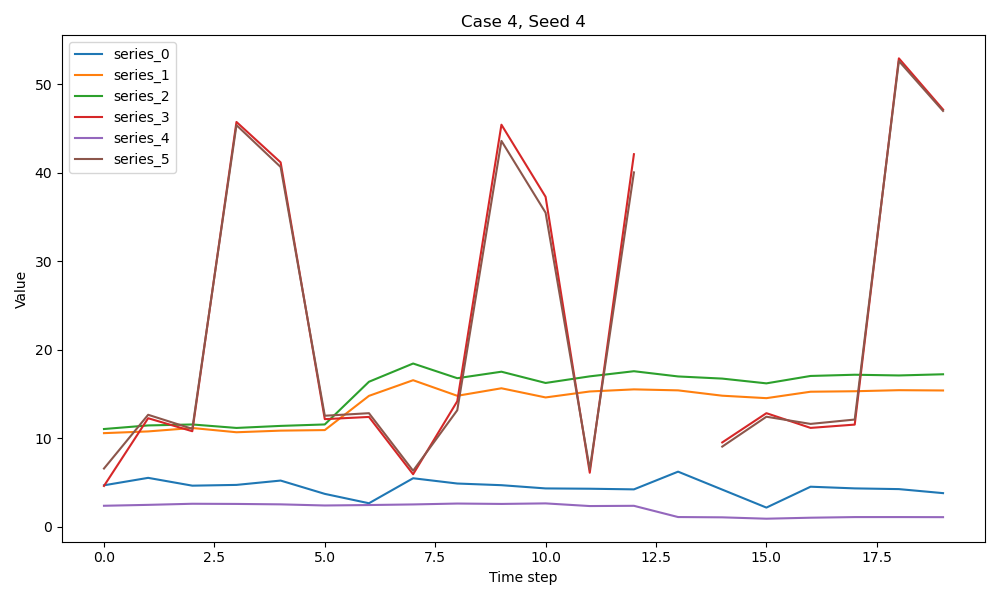 Case 4, Seed 4
series_0
series_1
series_2
series_3
series_4
series_5
Value
50
40
30
20
10
0
0.0 2.5 5.0 7.5 10.0 12.5 15.0 17.5
Time step